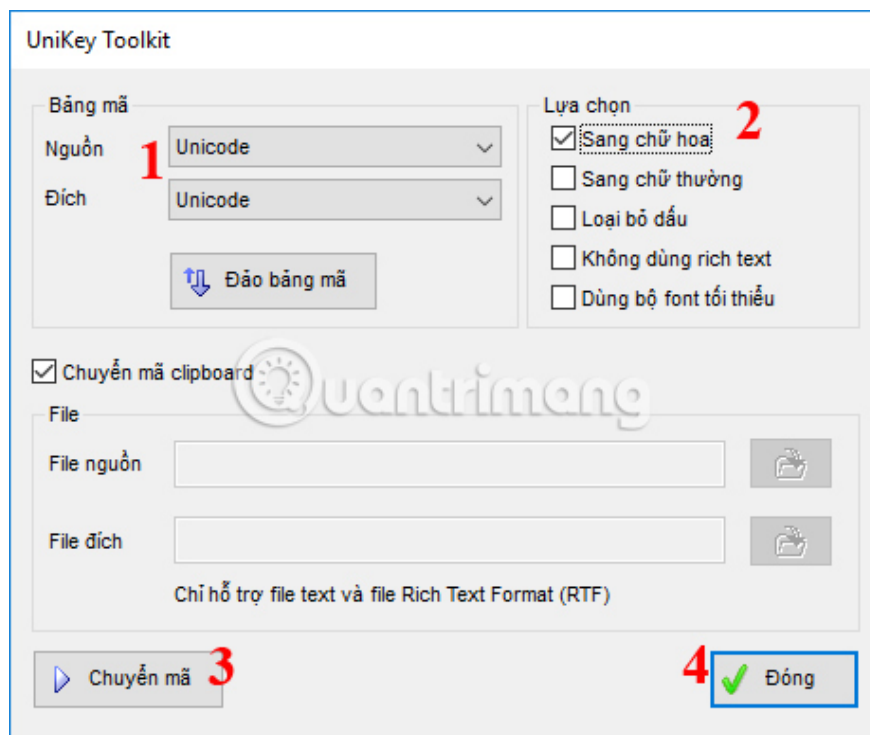 UniKey Toolkit
Bảng mã
Nguồn
1
Unicode
Đích
Unicode
Đảo bảng mã
Lựa chọn
2
Sang chữ hoa
Sang chữ thường
Loại bỏ dấu
Không dùng rich text
Dùng bộ font tối thiểu
Chuyển mã clipboard
Quantrimang
File
File nguồn
File đích
Chỉ hỗ trợ file text và file Rich Text Format (RTF)
Chuyển mã
3
4
Đóng